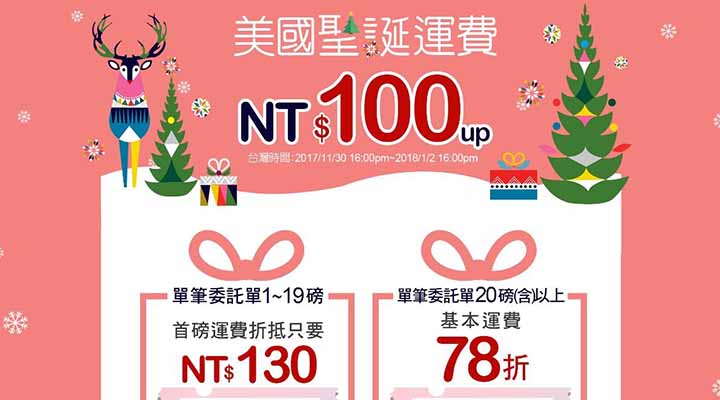 美國聖誕運費
NT$100up
台灣時間:2017/11/30 16:00pm~2018/1/2 16:00pm
單筆委託單1~19磅
首磅運費折抵只要
NT$130
單筆委託單20磅(含)以上
基本運費
78折